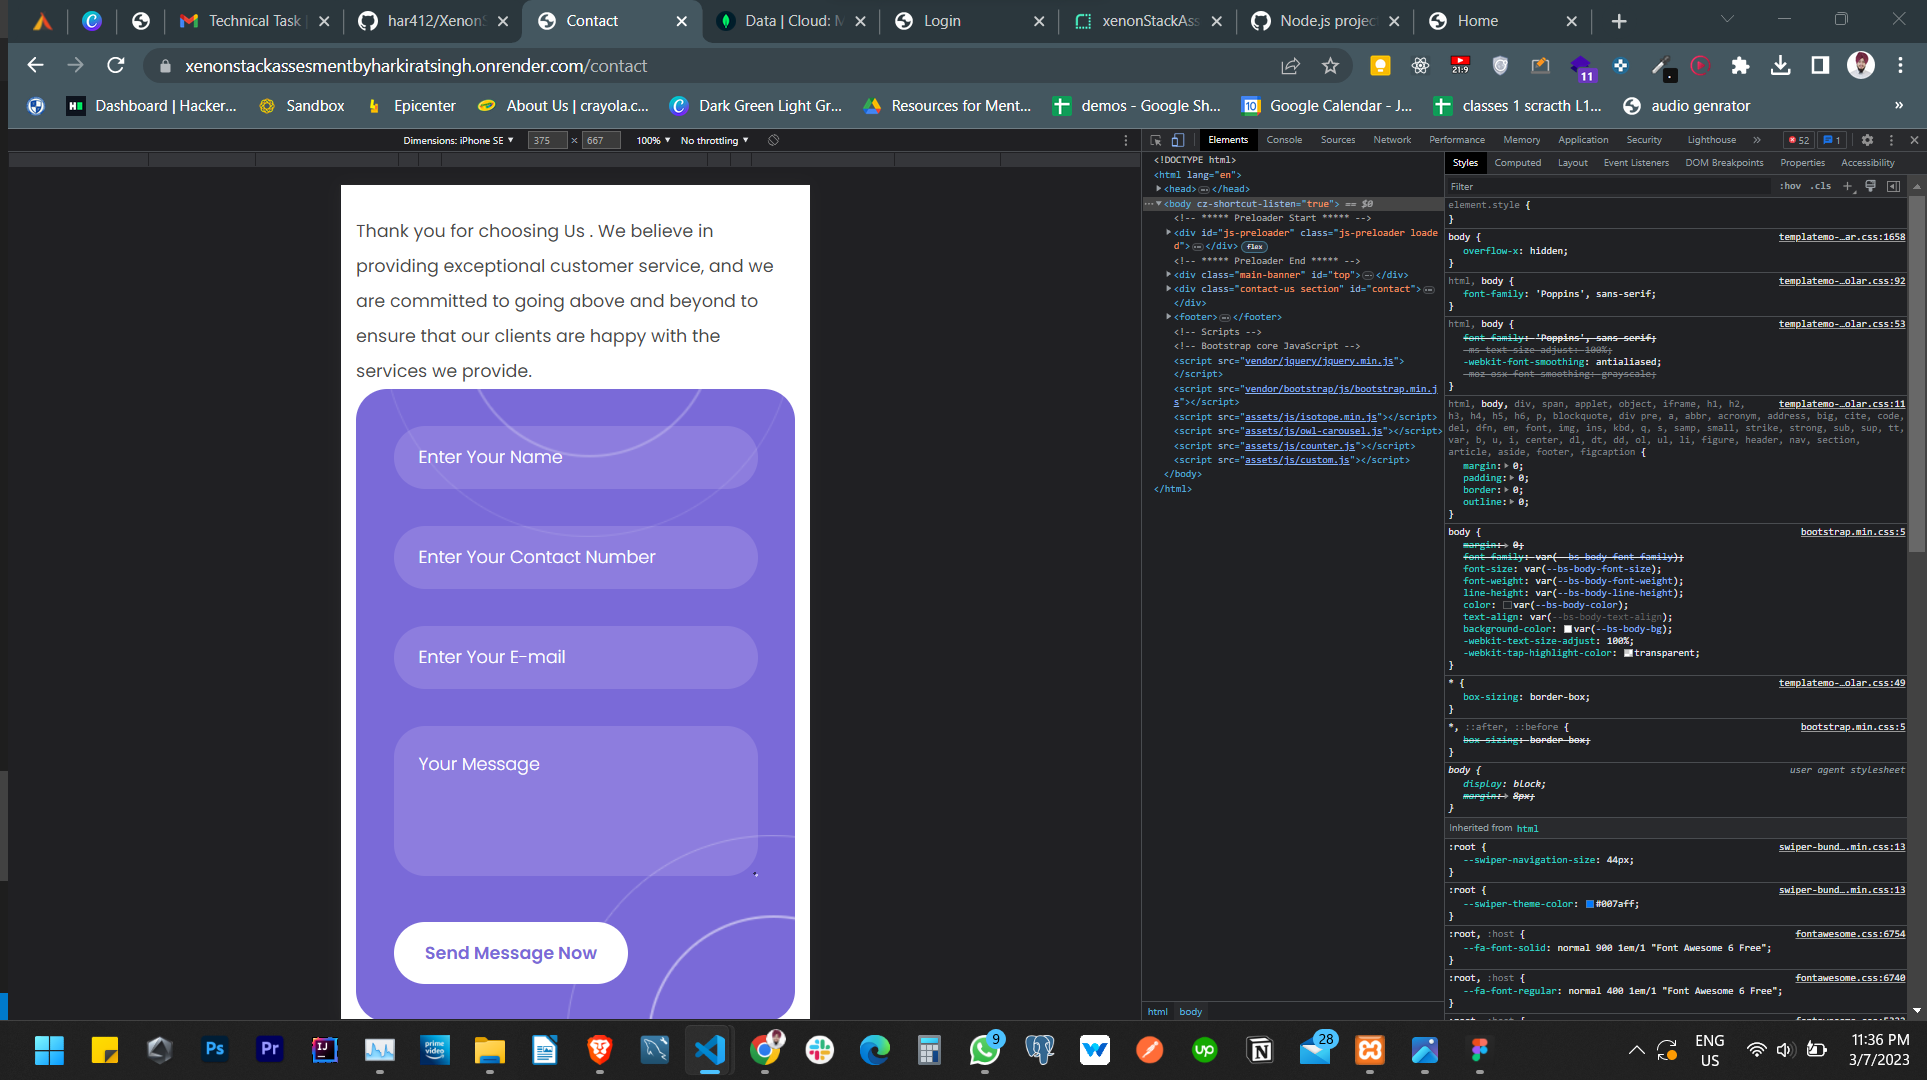 Technical Task
har412/XenonS
Contact
Data | Cloud: M
Login
xenonStackAss
Node.js projec
Home
xenonstackassesmentbyharkiratsingh.onrender.com/contact
21:9
11
Dashboard | Hacker...
Sandbox
Epicenter
About Us | crayola.c...
Dark Green Light Gr...
Resources for Ment...
demos - Google Sh...
Google Calendar - J...
classes 1 scracth L1...
audio genrator
»
Dimensions: iPhone SE 375 × 667 100% No throttling
Elements Console Sources Network Performance Memory Application Security Lighthouse » 52 1
Thank you for choosing Us . We believe in
providing exceptional customer service, and we
are committed to going above and beyond to
ensure that our clients are happy with the
services we provide.
Enter Your Name
Enter Your Contact Number
Enter Your E-mail
Your Message
Send Message Now
<!DOCTYPE html>
<html lang="en">
<head>…</head>
<body cz-shortcut-listen="true"> == $0
<!-- ***** Preloader Start ***** -->
<div id="js-preloader" class="js-preloader loade
d">…</div> flex
<!-- ***** Preloader End ***** -->
<div class="main-banner" id="top">…</div>
<div class="contact-us section" id="contact">…
</div>
<footer>…</footer>
<!-- Scripts -->
<!-- Bootstrap core JavaScript -->
<script src="vendor/jquery/jquery.min.js">
</script>
<script src="vendor/bootstrap/js/bootstrap.min.j
s"></script>
<script src="assets/js/isotope.min.js"></script>
<script src="assets/js/owl-carousel.js"></script>
<script src="assets/js/counter.js"></script>
<script src="assets/js/custom.js"></script>
</body>
</html>
html body
Styles Computed Layout Event Listeners DOM Breakpoints Properties Accessibility
Filter :hov .cls +
element.style {
}
body { templatemo-…ar.css:1658
overflow-x: hidden;
}
html, body { templatemo-…olar.css:92
font-family: 'Poppins', sans-serif;
}
html, body { templatemo-…olar.css:53
font-family: 'Poppins', sans-serif;
-ms-text-size-adjust: 100%;
-webkit-font-smoothing: antialiased;
-moz-osx-font-smoothing: grayscale;
}
html, body, div, span, applet, object, iframe, h1, h2, templatemo-…olar.css:11
h3, h4, h5, h6, p, blockquote, div pre, a, abbr, acronym, address, big, cite, code,
del, dfn, em, font, img, ins, kbd, q, s, samp, small, strike, strong, sub, sup, tt,
var, b, u, i, center, dl, dt, dd, ol, ul, li, figure, header, nav, section,
article, aside, footer, figcaption {
margin: 0;
padding: 0;
border: 0;
outline: 0;
}
body { bootstrap.min.css:5
margin: 0;
font-family: var(--bs-body-font-family);
font-size: var(--bs-body-font-size);
font-weight: var(--bs-body-font-weight);
line-height: var(--bs-body-line-height);
color: var(--bs-body-color);
text-align: var(--bs-body-text-align);
background-color: var(--bs-body-bg);
-webkit-text-size-adjust: 100%;
-webkit-tap-highlight-color: transparent;
}
* { templatemo-…olar.css:49
box-sizing: border-box;
}
*, ::after, ::before { bootstrap.min.css:5
box-sizing: border-box;
}
body { user agent stylesheet
display: block;
margin: 8px;
}
Inherited from html
:root { swiper-bund….min.css:13
--swiper-navigation-size: 44px;
}
:root { swiper-bund….min.css:13
--swiper-theme-color: #007aff;
}
:root, :host { fontawesome.css:6754
--fa-font-solid: normal 900 1em/1 "Font Awesome 6 Free";
}
:root, :host { fontawesome.css:6740
--fa-font-regular: normal 400 1em/1 "Font Awesome 6 Free";
}
Ps
Pr
IJ
prime video
9
W
up
28
ENG
US
11:36 PM
3/7/2023